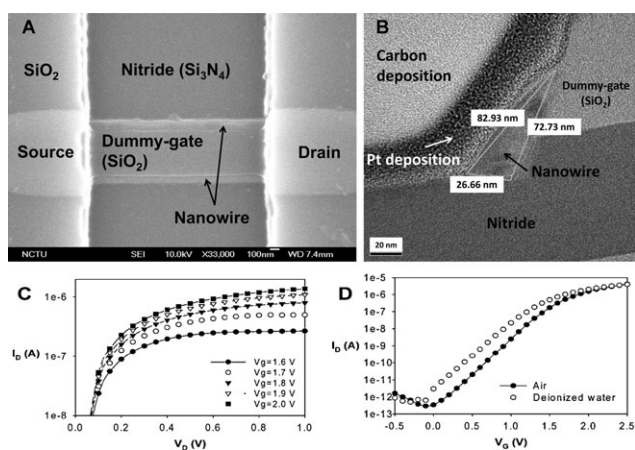 A
SiO2
Nitride (Si3N4)
Source
Dummy-gate
(SiO2)
Drain
Nanowire
NCTU SEI 10.0kV X33,000 100nm WD 7.4mm
B
Carbon
deposition
Dummy-gate
(SiO2)
82.93 nm
72.73 nm
Pt deposition
Nanowire
26.66 nm
Nitride
20 nm
C
1e-6
1e-7
1e-8
ID (A)
Vg=1.6 V
Vg=1.7 V
Vg=1.8 V
Vg=1.9 V
Vg=2.0 V
0.0 0.2 0.4 0.6 0.8 1.0
VD (V)
D
1e-5
1e-6
1e-7
1e-8
1e-9
1e-10
1e-11
1e-12
1e-13
ID (A)
Air
Deionized water
-0.5 0.0 0.5 1.0 1.5 2.0 2.5
VG (V)